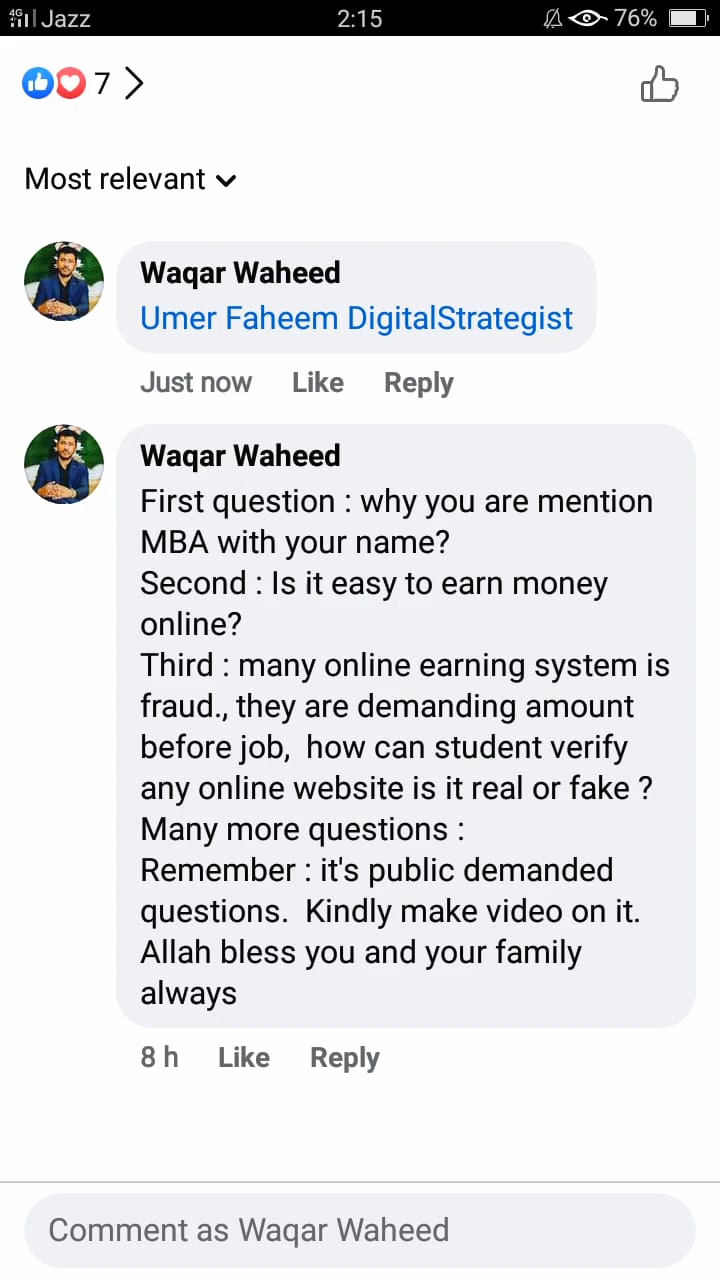 4G Jazz 2:15 76%
7
Most relevant
Waqar Waheed
Umer Faheem DigitalStrategist
Just now Like Reply
Waqar Waheed
First question : why you are mention
MBA with your name?
Second : Is it easy to earn money
online?
Third : many online earning system is
fraud., they are demanding amount
before job,  how can student verify
any online website is it real or fake ?
Many more questions :
Remember : it's public demanded
questions.  Kindly make video on it.
Allah bless you and your family
always
8 h Like Reply
Comment as Waqar Waheed